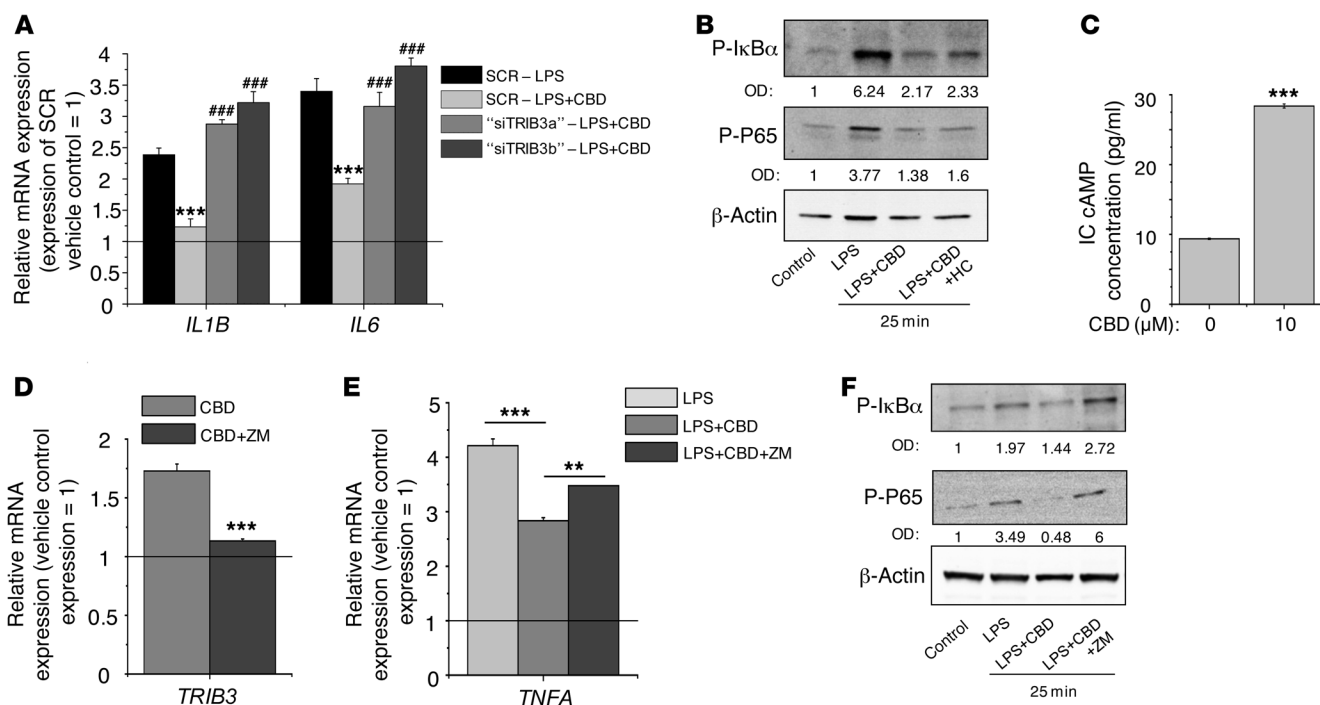 A
Relative mRNA expression
(expression of SCR
vehicle control = 1)
4
3.5
3
2.5
2
1.5
1
0.5
0
***
###
###
***
###
###
IL1B
IL6
SCR – LPS
SCR – LPS+CBD
“siTRIB3a” – LPS+CBD
“siTRIB3b” – LPS+CBD
B
P-IκBα
OD: 1 6.24 2.17 2.33
P-P65
OD: 1 3.77 1.38 1.6
β-Actin
Control
LPS
LPS+CBD
LPS+CBD
+HC
25 min
C
IC cAMP
concentration (pg/ml)
30
20
10
0
***
CBD (µM): 0 10
D
CBD
CBD+ZM
Relative mRNA
expression (vehicle control
expression = 1)
2
1.5
1
0.5
0
***
TRIB3
E
LPS
LPS+CBD
LPS+CBD+ZM
Relative mRNA
expression (vehicle control
expression = 1)
5
4
3
2
1
0
***
**
TNFA
F
P-IκBα
OD: 1 1.97 1.44 2.72
P-P65
OD: 1 3.49 0.48 6
β-Actin
Control
LPS
LPS+CBD
LPS+CBD
+ZM
25 min